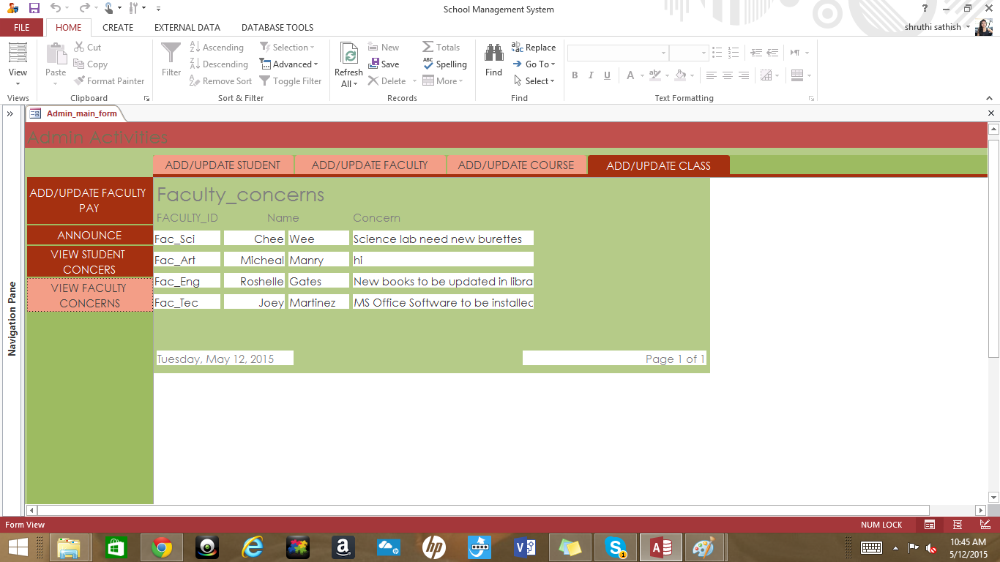 School Management System
?
FILE HOME CREATE EXTERNAL DATA DATABASE TOOLS
shruthi sathish
View
Views
Paste
Cut
Copy
Format Painter
Clipboard
Filter
Ascending
Descending
Remove Sort
Selection
Advanced
Toggle Filter
Sort & Filter
Refresh
All
New
Save
Delete
Totals
Spelling
More
Records
Find
Replace
Go To
Select
Find
B I U A
Text Formatting
Admin_main_form
Navigation Pane
Admin Activities
ADD/UPDATE STUDENT ADD/UPDATE FACULTY ADD/UPDATE COURSE ADD/UPDATE CLASS
ADD/UPDATE FACULTY
PAY
ANNOUNCE
VIEW STUDENT
CONCERS
VIEW FACULTY
CONCERNS
Faculty_concerns
FACULTY_ID Name Concern
Fac_Sci Chee Wee Science lab need new burettes
Fac_Art Micheal Manry hi
Fac_Eng Roshelle Gates New books to be updated in libra
Fac_Tec Joey Martinez MS Office Software to be installec
Tuesday, May 12, 2015 Page 1 of 1
Form View NUM LOCK
10:45 AM
5/12/2015